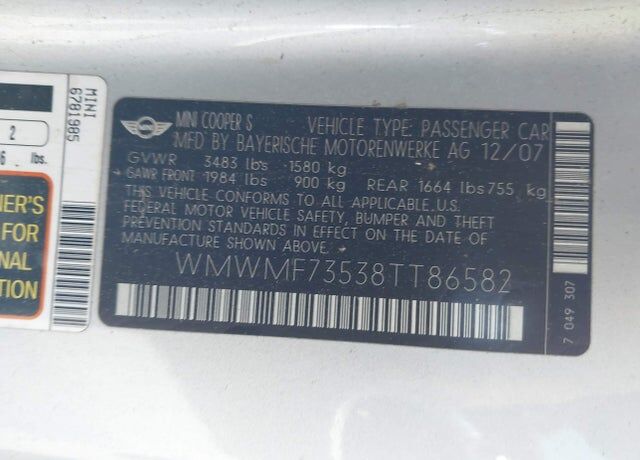 MINI
6781985
2
6 lbs.
NER'S
FOR
NAL
TION
MINI COOPER S VEHICLE TYPE: PASSENGER CAR
MFD BY BAYERISCHE MOTORENWERKE AG 12/07
GVWR 3483 lbs 1580 kg
GAWR FRONT 1984 lbs 900 kg REAR 1664 lbs 755 kg
THIS VEHICLE CONFORMS TO ALL APPLICABLE U.S.
FEDERAL MOTOR VEHICLE SAFETY, BUMPER AND THEFT
PREVENTION STANDARDS IN EFFECT ON THE DATE OF
MANUFACTURE SHOWN ABOVE.
WMWMF73538TT86582
7 049 307